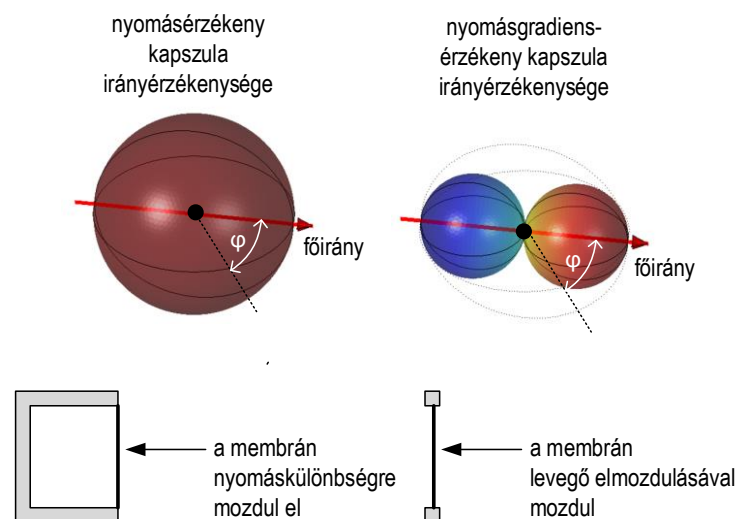 nyomásérzékeny
kapszula
irányérzékenysége
nyomásgradiens-
érzékeny kapszula
irányérzékenysége
φ
főirány
φ
főirány
a membrán
nyomáskülönbségre
mozdul el
a membrán
levegő elmozdulásával
mozdul